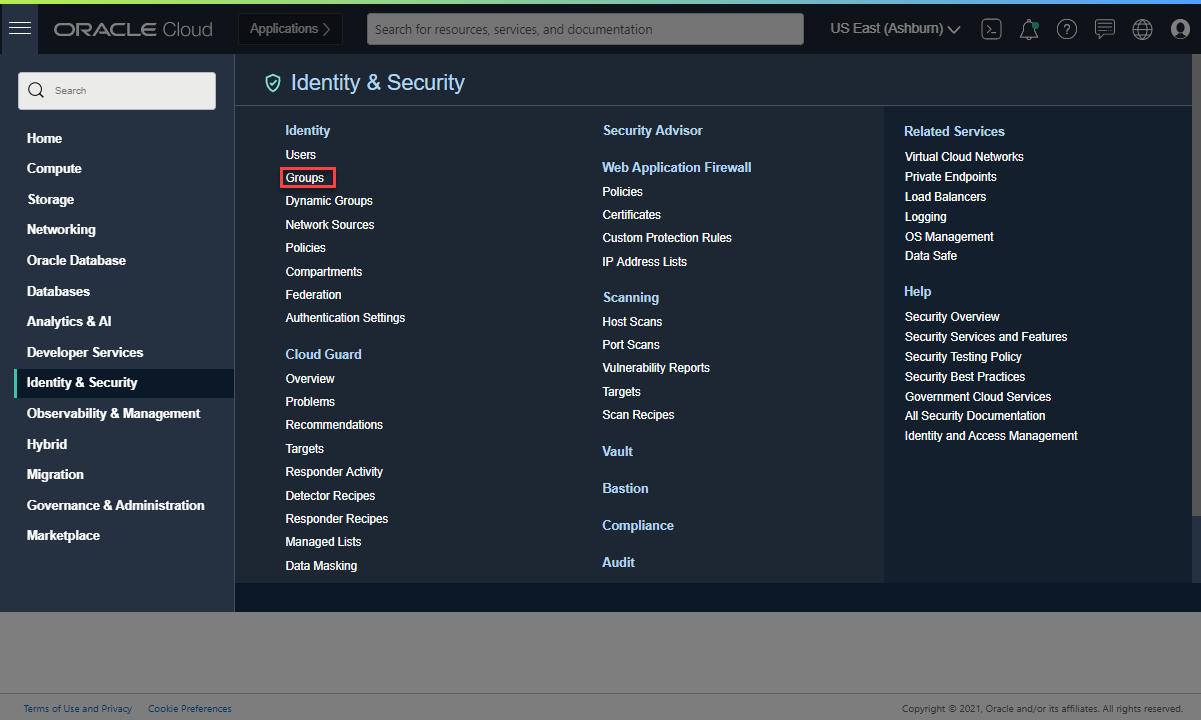 ORACLE Cloud
Applications
Search for resources, services, and documentation
US East (Ashburn)
Search
Home
Compute
Storage
Networking
Oracle Database
Databases
Analytics & AI
Developer Services
Identity & Security
Observability & Management
Hybrid
Migration
Governance & Administration
Marketplace
Identity & Security
Identity
Users
Groups
Dynamic Groups
Network Sources
Policies
Compartments
Federation
Authentication Settings
Cloud Guard
Overview
Problems
Recommendations
Targets
Responder Activity
Detector Recipes
Responder Recipes
Managed Lists
Data Masking
Security Advisor
Web Application Firewall
Policies
Certificates
Custom Protection Rules
IP Address Lists
Scanning
Host Scans
Port Scans
Vulnerability Reports
Targets
Scan Recipes
Vault
Bastion
Compliance
Audit
Related Services
Virtual Cloud Networks
Private Endpoints
Load Balancers
Logging
OS Management
Data Safe
Help
Security Overview
Security Services and Features
Security Testing Policy
Security Best Practices
Government Cloud Services
All Security Documentation
Identity and Access Management
Terms of Use and Privacy
Cookie Preferences
Copyright © 2021, Oracle and/or its affiliates. All rights reserved.